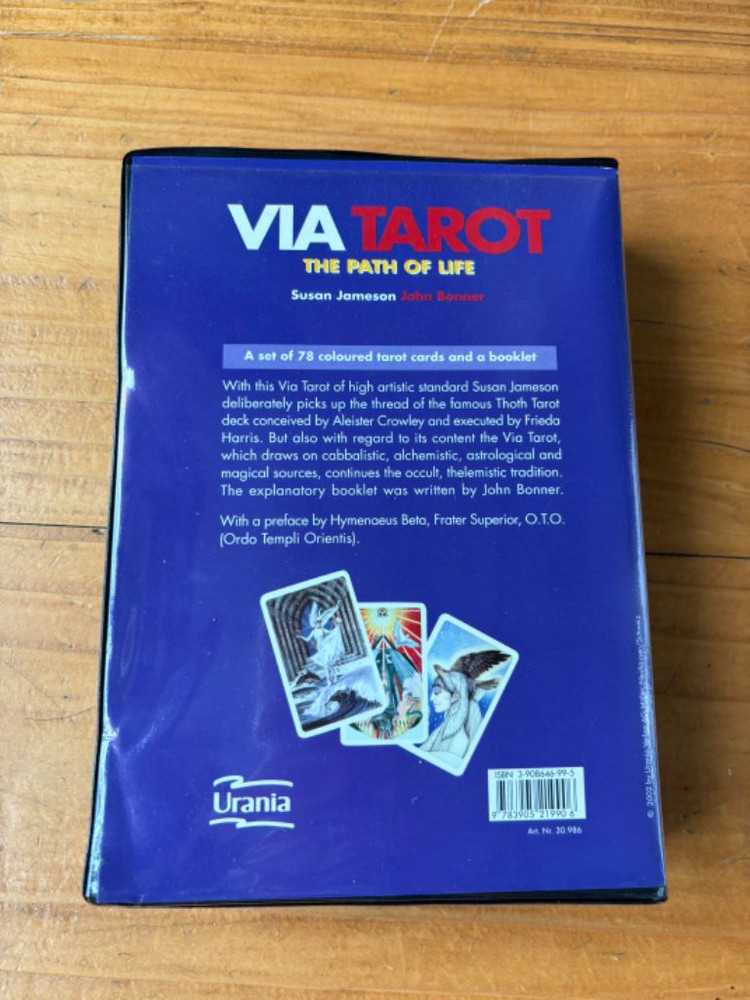 VIA TAROT
THE PATH OF LIFE
Susan Jameson John Bonner
A set of 78 coloured tarot cards and a booklet
With this Via Tarot of high artistic standard Susan Jameson
deliberately picks up the thread of the famous Thoth Tarot
deck conceived by Aleister Crowley and executed by Frieda
Harris. But also with regard to its content the Via Tarot,
which draws on cabbalistic, alchemistic, astrological and
magical sources, continues the occult, thelemistic tradition.
The explanatory booklet was written by John Bonner.
With a preface by Hymenaeus Beta, Frater Superior, O.T.O.
(Ordo Templi Orientis).
Urania
ISBN 3-908646-99-5
9 783905 219906
Art. Nr. 30.986
© 2002 by Urania